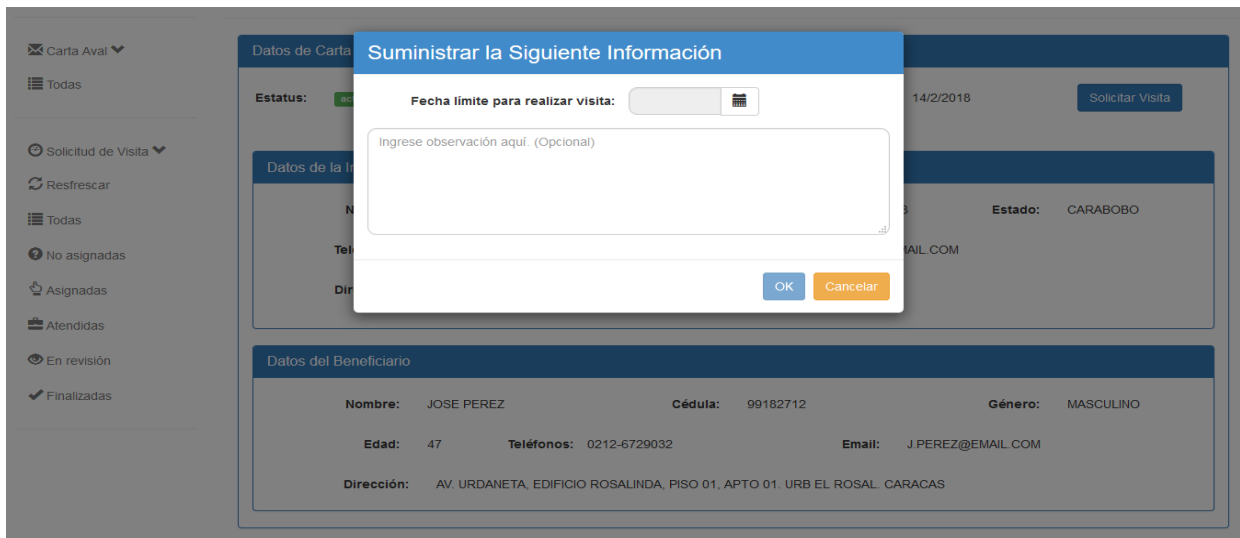 Carta Aval
Todas
Solicitud de Visita
Resfrescar
Todas
No asignadas
Asignadas
Atendidas
En revisión
Finalizadas
Datos de Carta
Suministrar la Siguiente Información
Estatus:
Fecha límite para realizar visita:
14/2/2018
Solicitar Visita
Ingrese observación aquí. (Opcional)
Datos de la
Estado: CARABOBO
OK
Cancelar
Datos del Beneficiario
Nombre: JOSE PEREZ Cédula: 99182712 Género: MASCULINO
Edad: 47 Teléfonos: 0212-6729032 Email: J.PEREZ@EMAIL.COM
Dirección: AV. URDANETA, EDIFICIO ROSALINDA, PISO 01, APTO 01. URB EL ROSAL. CARACAS